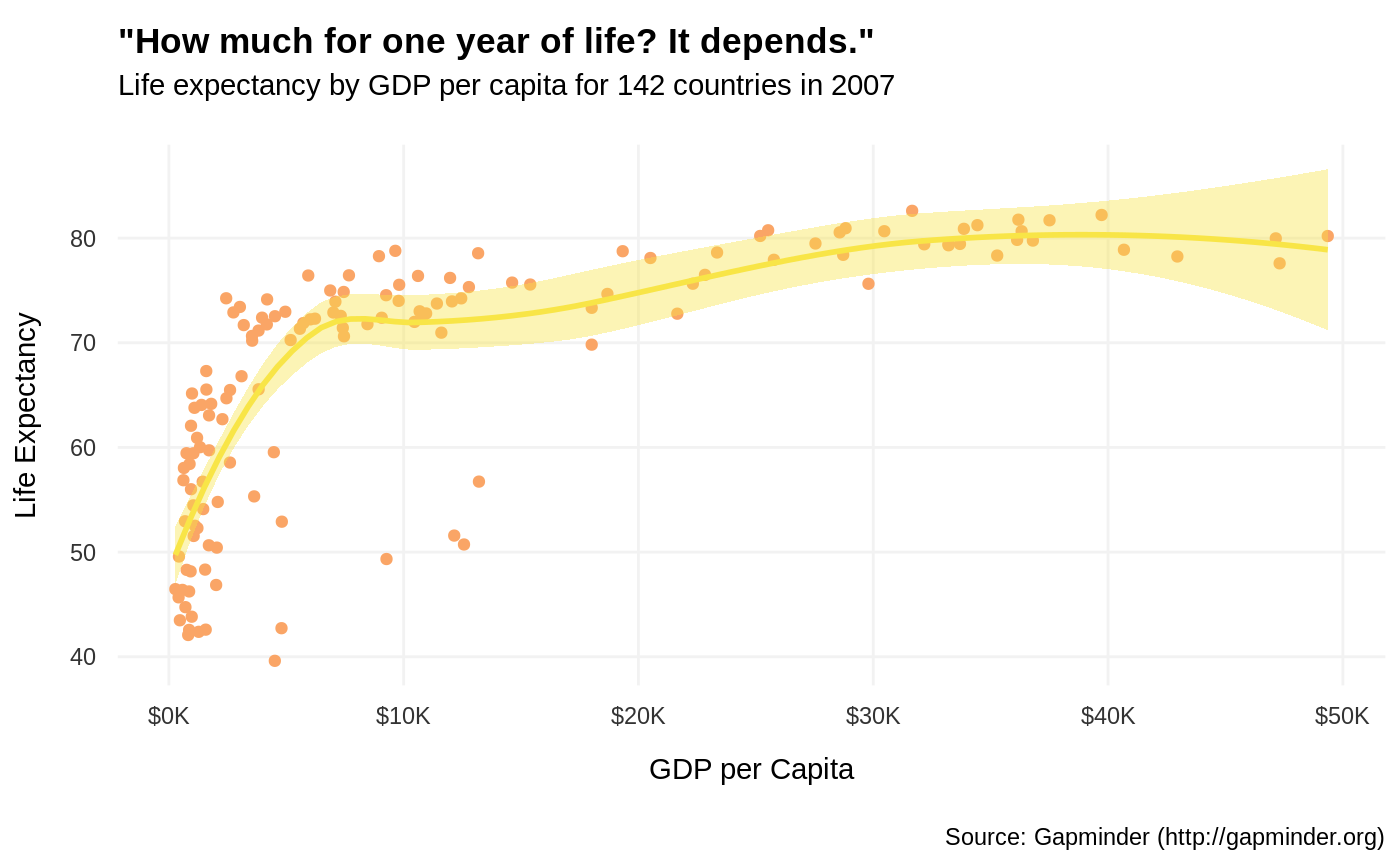 "How much for one year of life? It depends."
Life expectancy by GDP per capita for 142 countries in 2007
Life Expectancy
80
70
60
50
40
$0K
$10K
$20K
$30K
$40K
$50K
GDP per Capita
Source: Gapminder (http://gapminder.org)